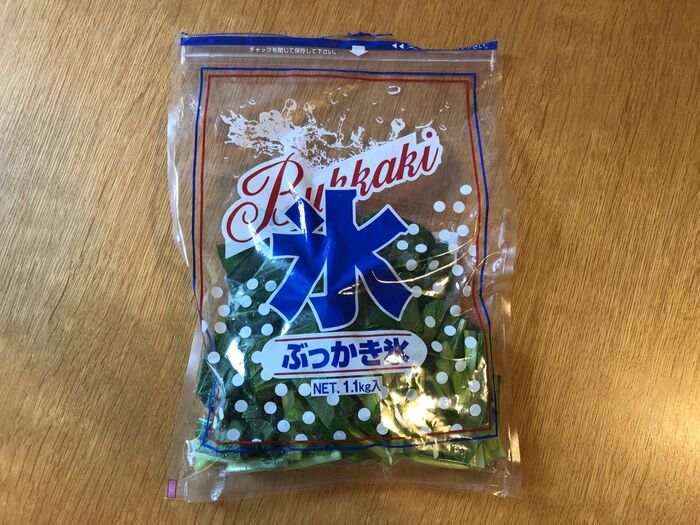 チャックを閉じて保存して下さい。
Bukkaki
氷
ぶっかき氷
NET. 1.1kg入